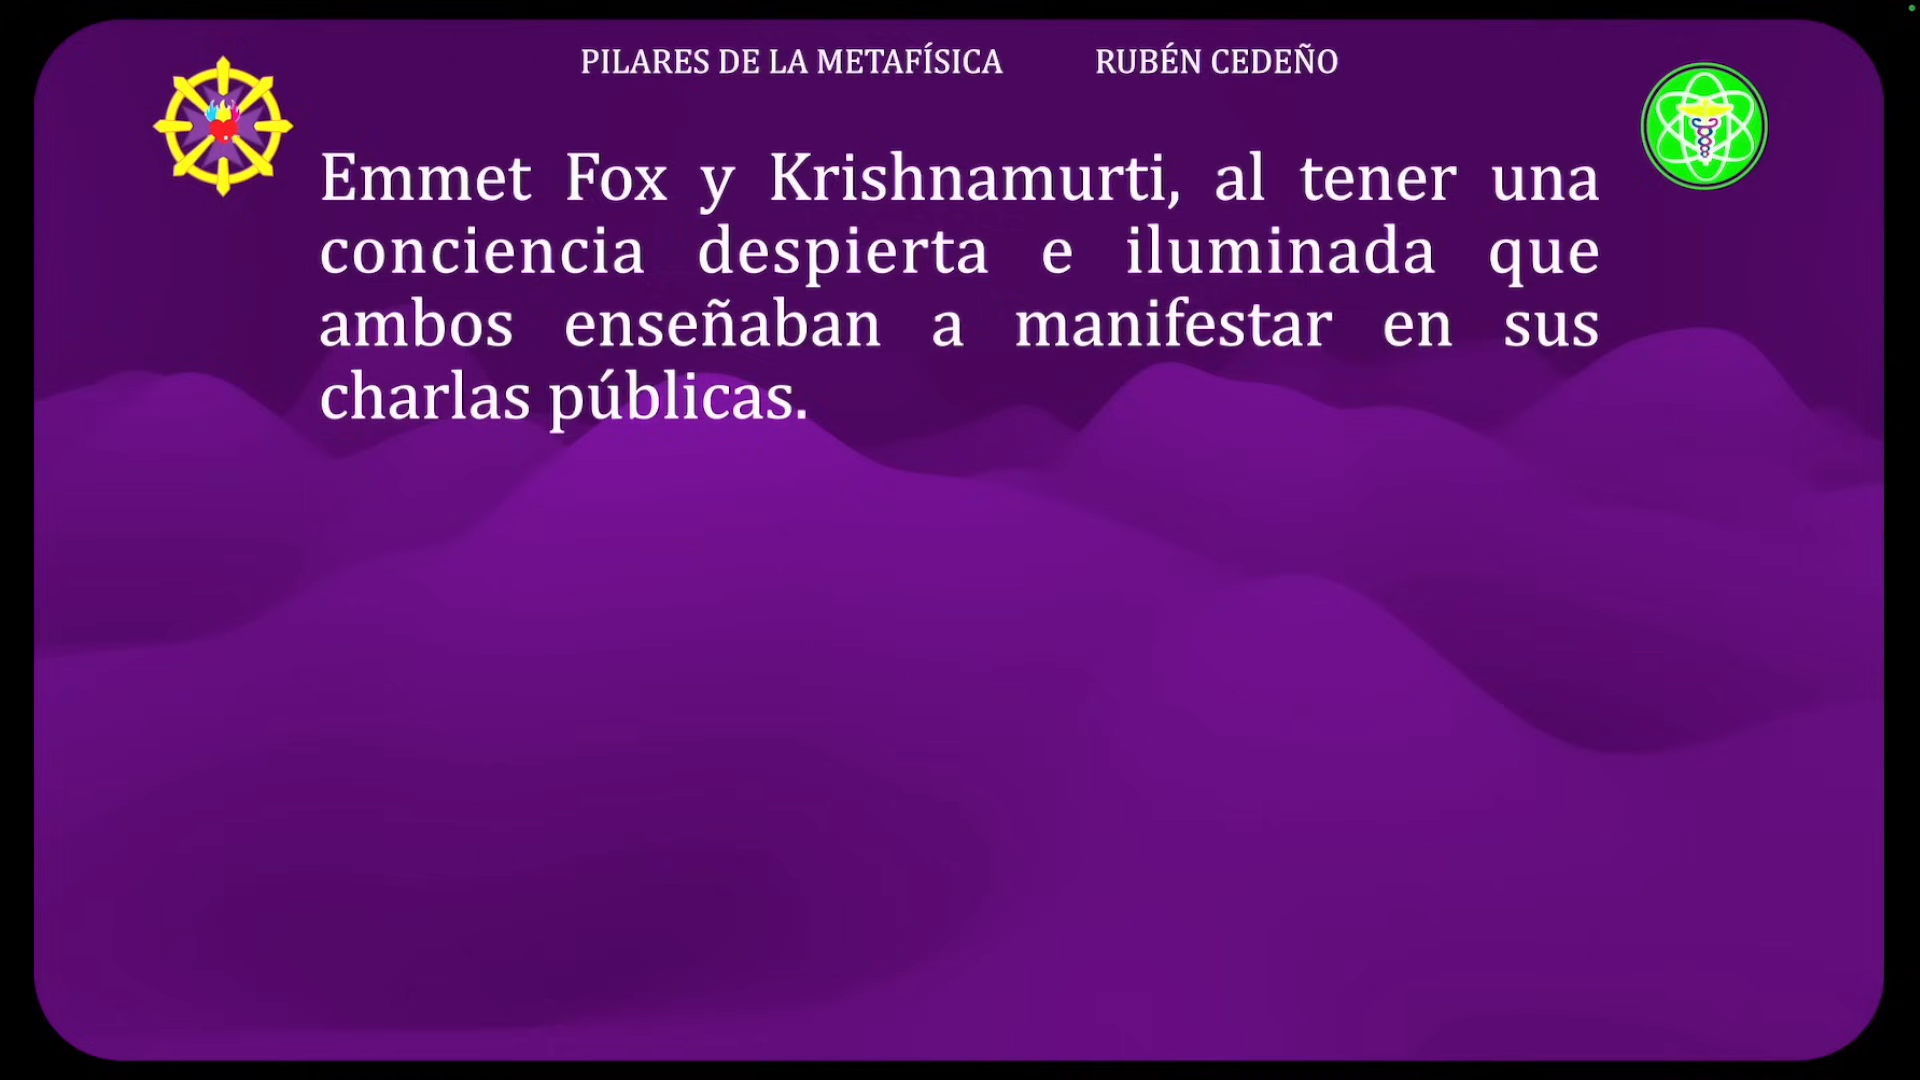 PILARES DE LA METAFÍSICA RUBÉN CEDEÑO
Emmet Fox y Krishnamurti, al tener una
conciencia despierta e iluminada que
ambos enseñaban a manifestar en sus
charlas públicas.